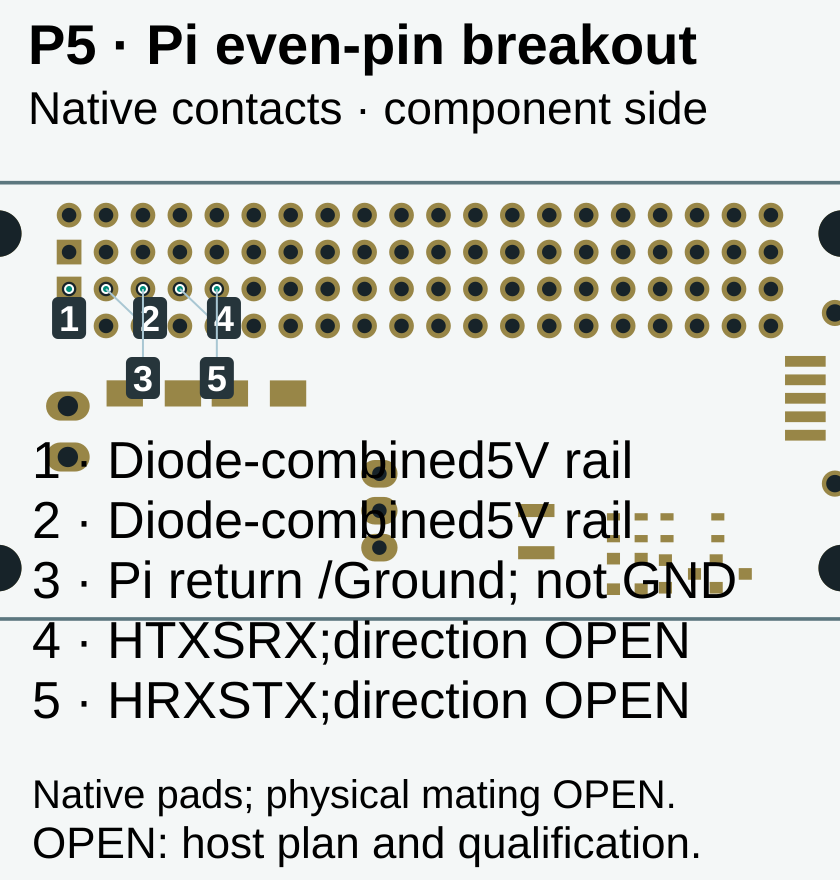 P5 · Pi even-pin breakout
Native contacts · component side
1
2
4
3
5
1 · Diode-combined5V rail
2 · Diode-combined5V rail
3 · Pi return /Ground; not GND
4 · HTXSRX;direction OPEN
5 · HRXSTX;direction OPEN
Native pads; physical mating OPEN.
OPEN: host plan and qualification.